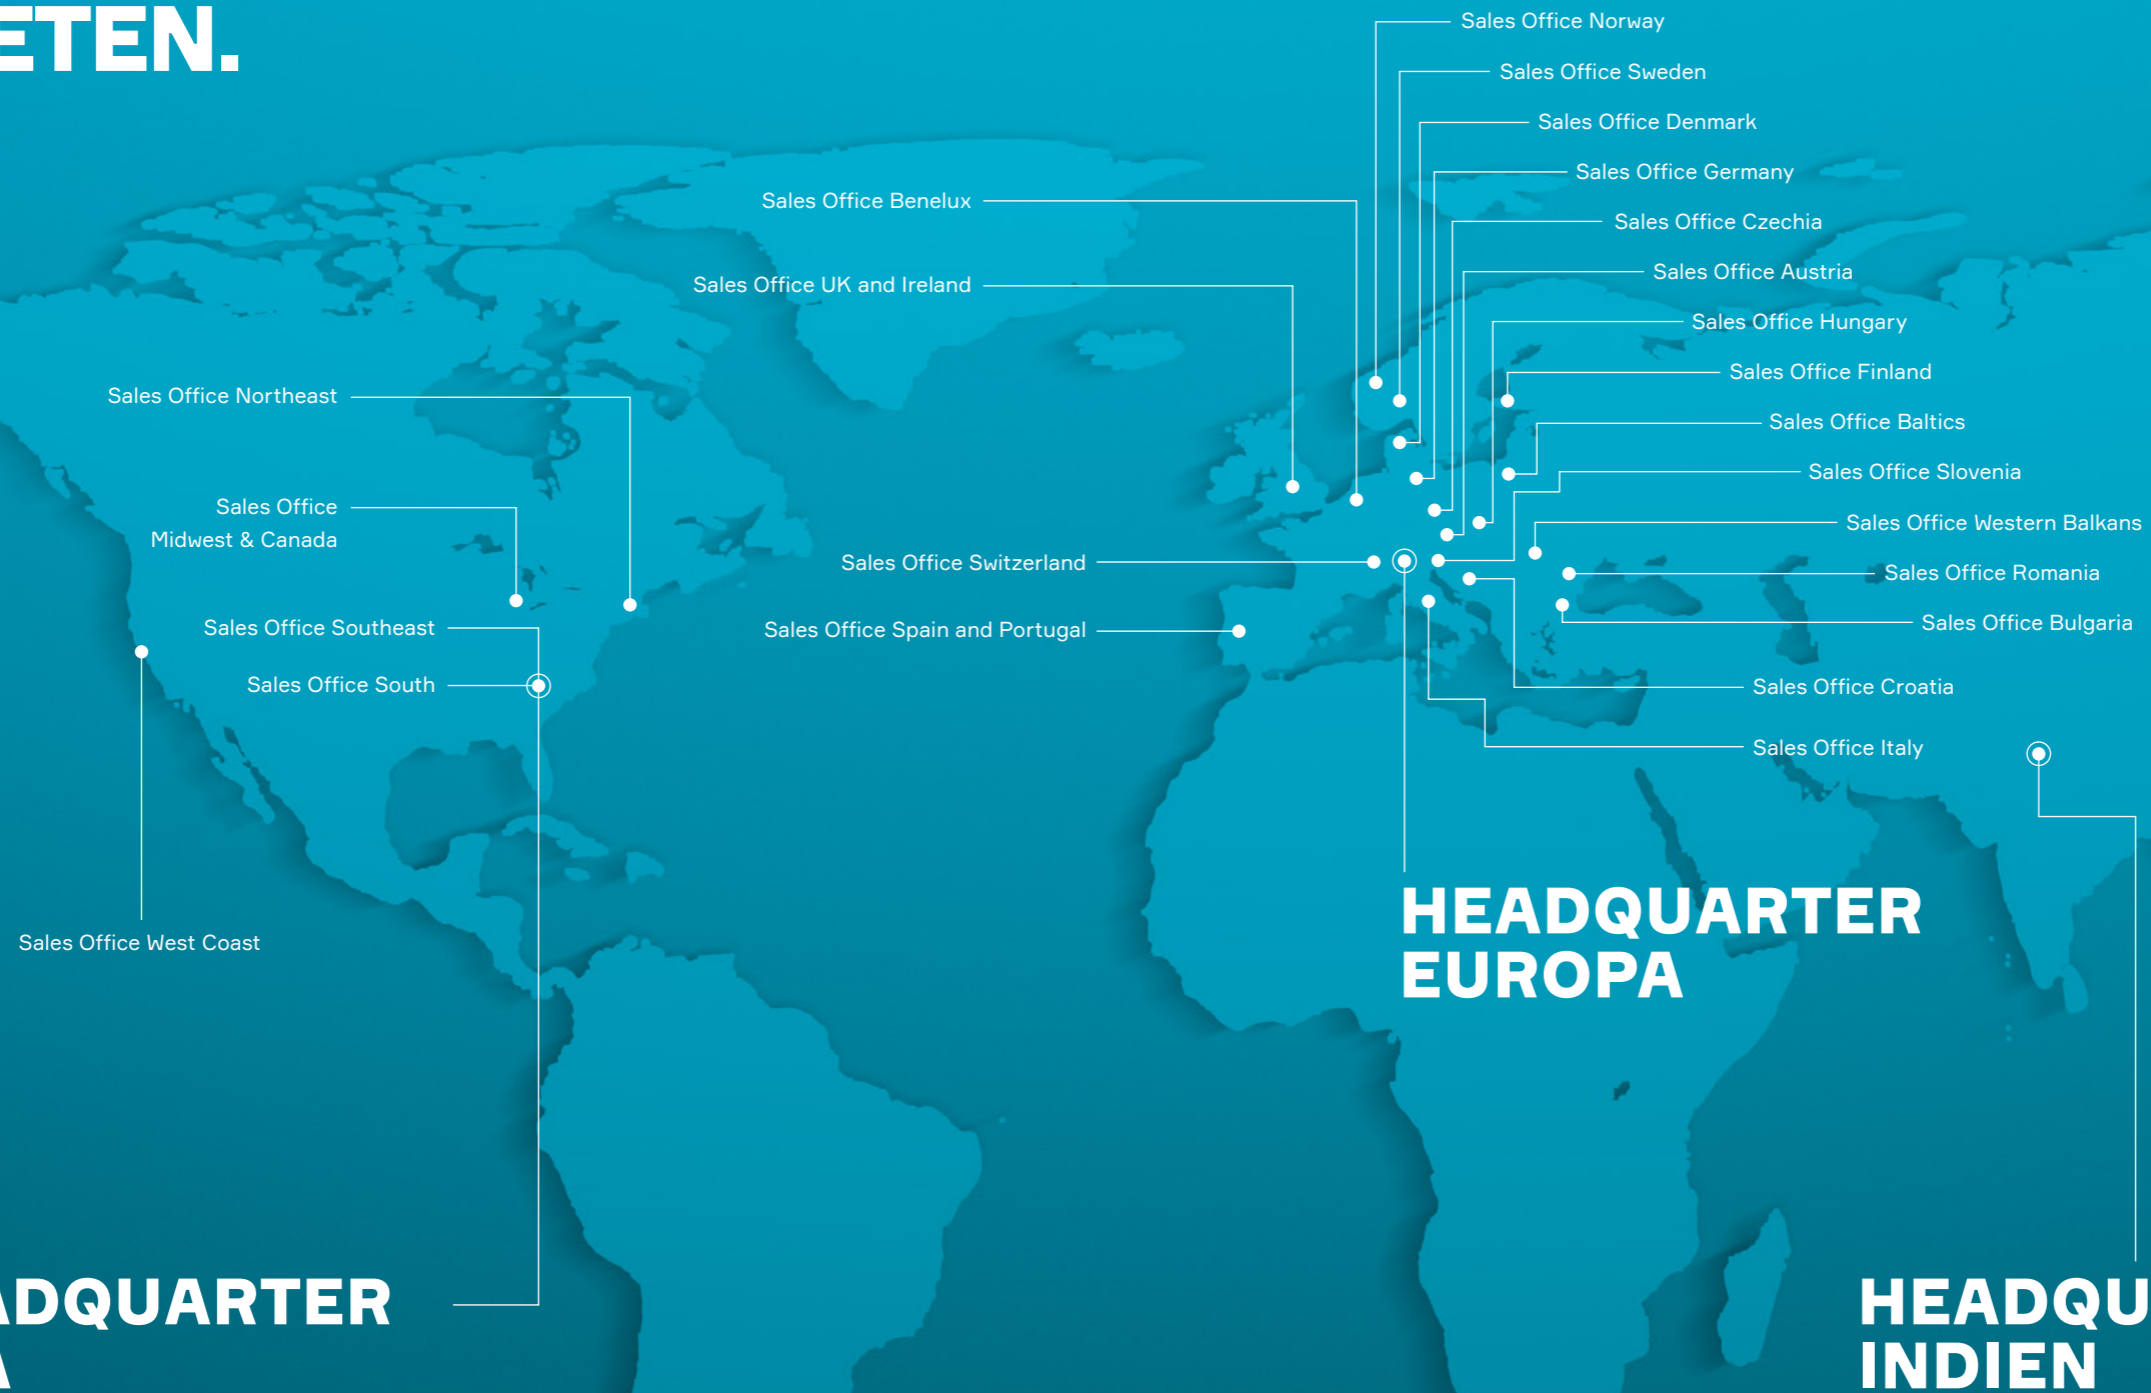 ETEN.
Sales Office Norway
Sales Office Sweden
Sales Office Denmark
Sales Office Germany
Sales Office Benelux
Sales Office Czechia
Sales Office Austria
Sales Office UK and Ireland
Sales Office Hungary
Sales Office Finland
Sales Office Northeast
Sales Office Baltics
Sales Office Slovenia
Sales Office
Midwest & Canada
Sales Office Western Balkans
Sales Office Switzerland
Sales Office Romania
Sales Office Southeast
Sales Office Spain and Portugal
Sales Office Bulgaria
Sales Office South
Sales Office Croatia
Sales Office Italy
HEADQUARTER
EUROPA
Sales Office West Coast
ADQUARTER
A
HEADQU
INDIEN